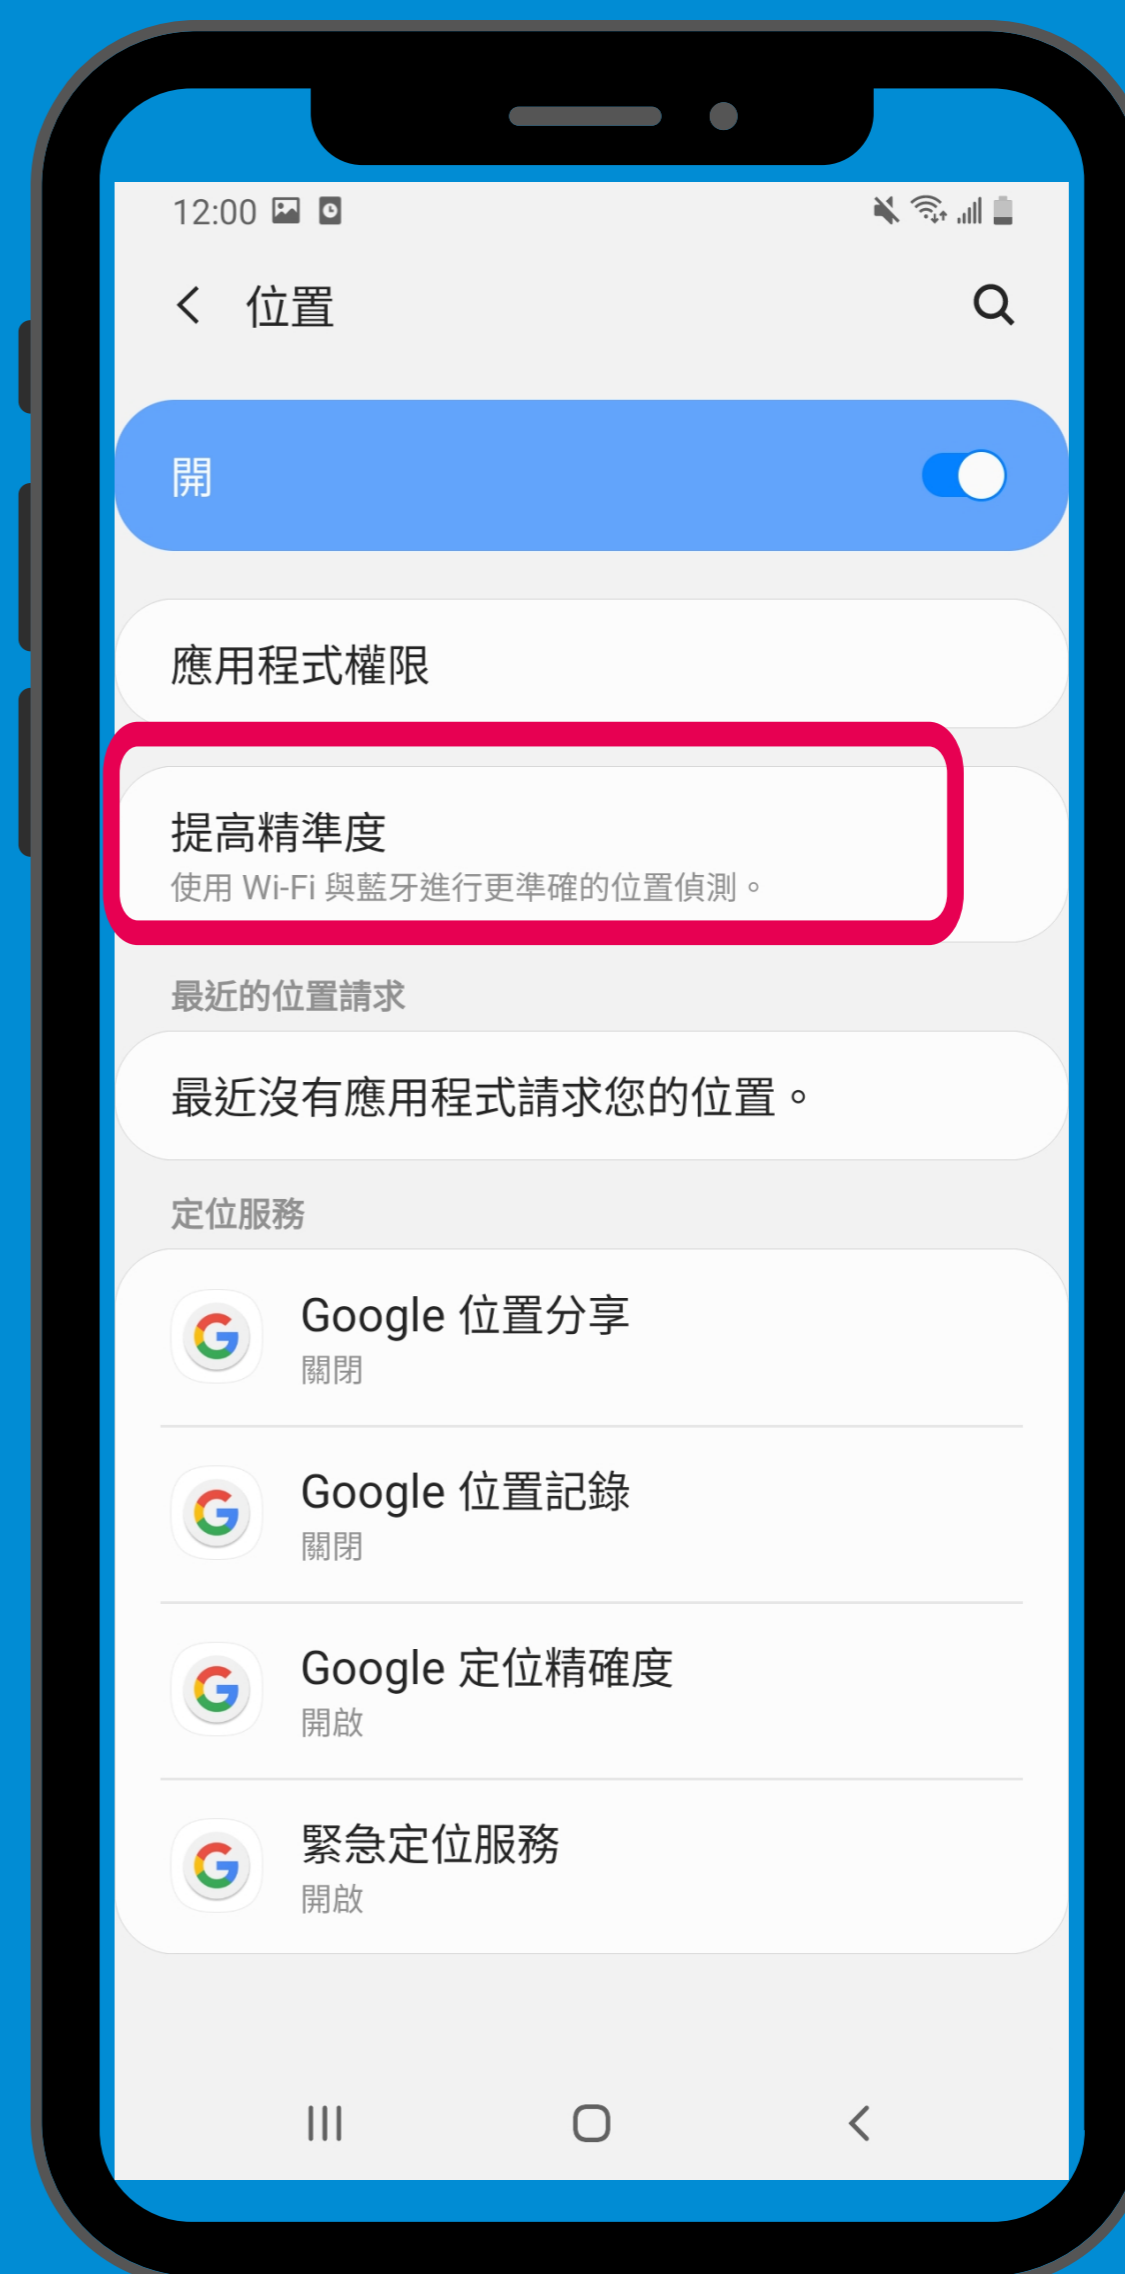 12:00
位置
開
應用程式權限
提高精準度
使用 Wi-Fi 與藍牙進行更準確的位置偵測。
最近的位置請求
最近沒有應用程式請求您的位置。
定位服務
Google 位置分享
關閉
Google 位置記錄
關閉
Google 定位精確度
開啟
緊急定位服務
開啟